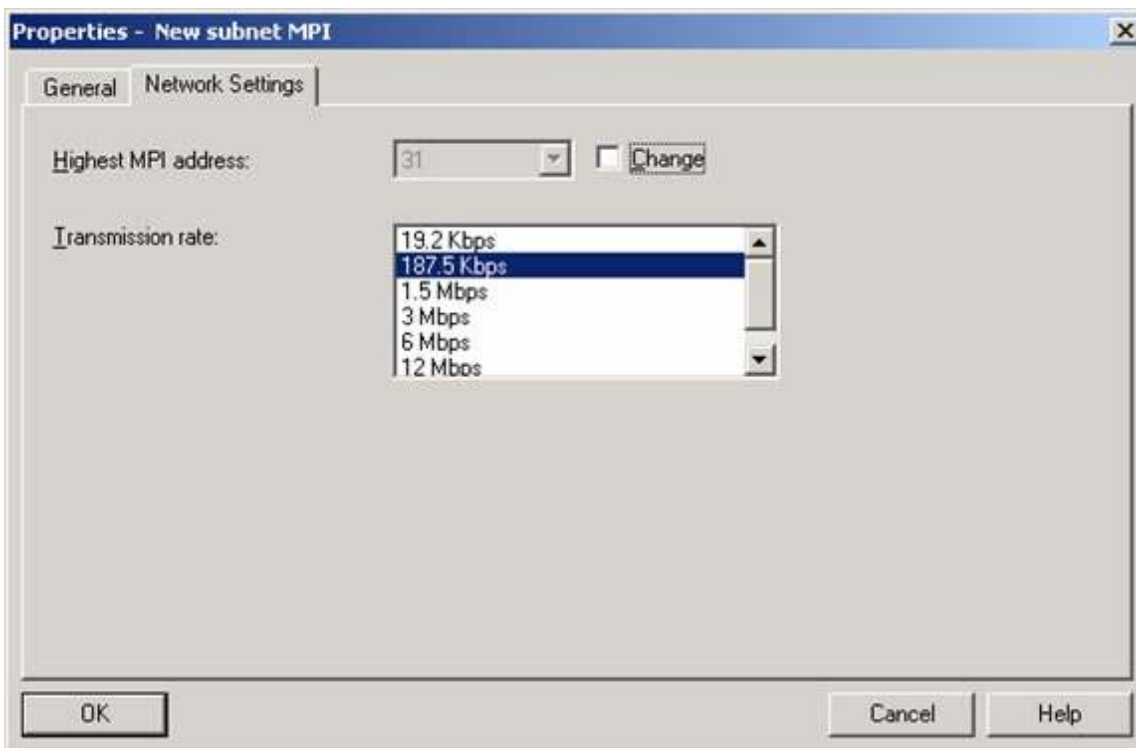 Properties - New subnet MPI
General Network Settings
Highest MPI address: 31 Change
Transmission rate: 19.2 Kbps
187.5 Kbps
1.5 Mbps
3 Mbps
6 Mbps
12 Mbps
OK Cancel Help